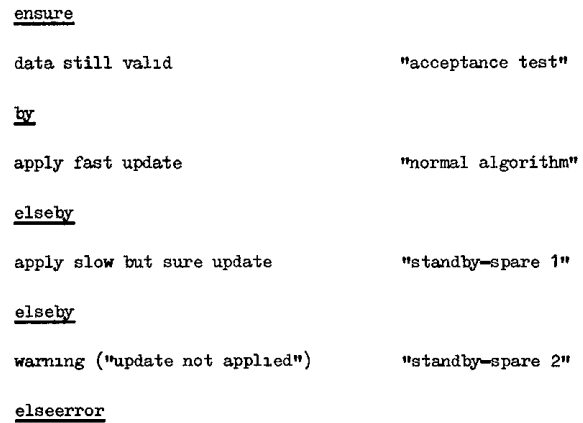 ensure
data still valid "acceptance test"
by
apply fast update "normal algorithm"
elseby
apply slow but sure update "standby-spare 1"
elseby
warning ("update not applied") "standby-spare 2"
elseerror